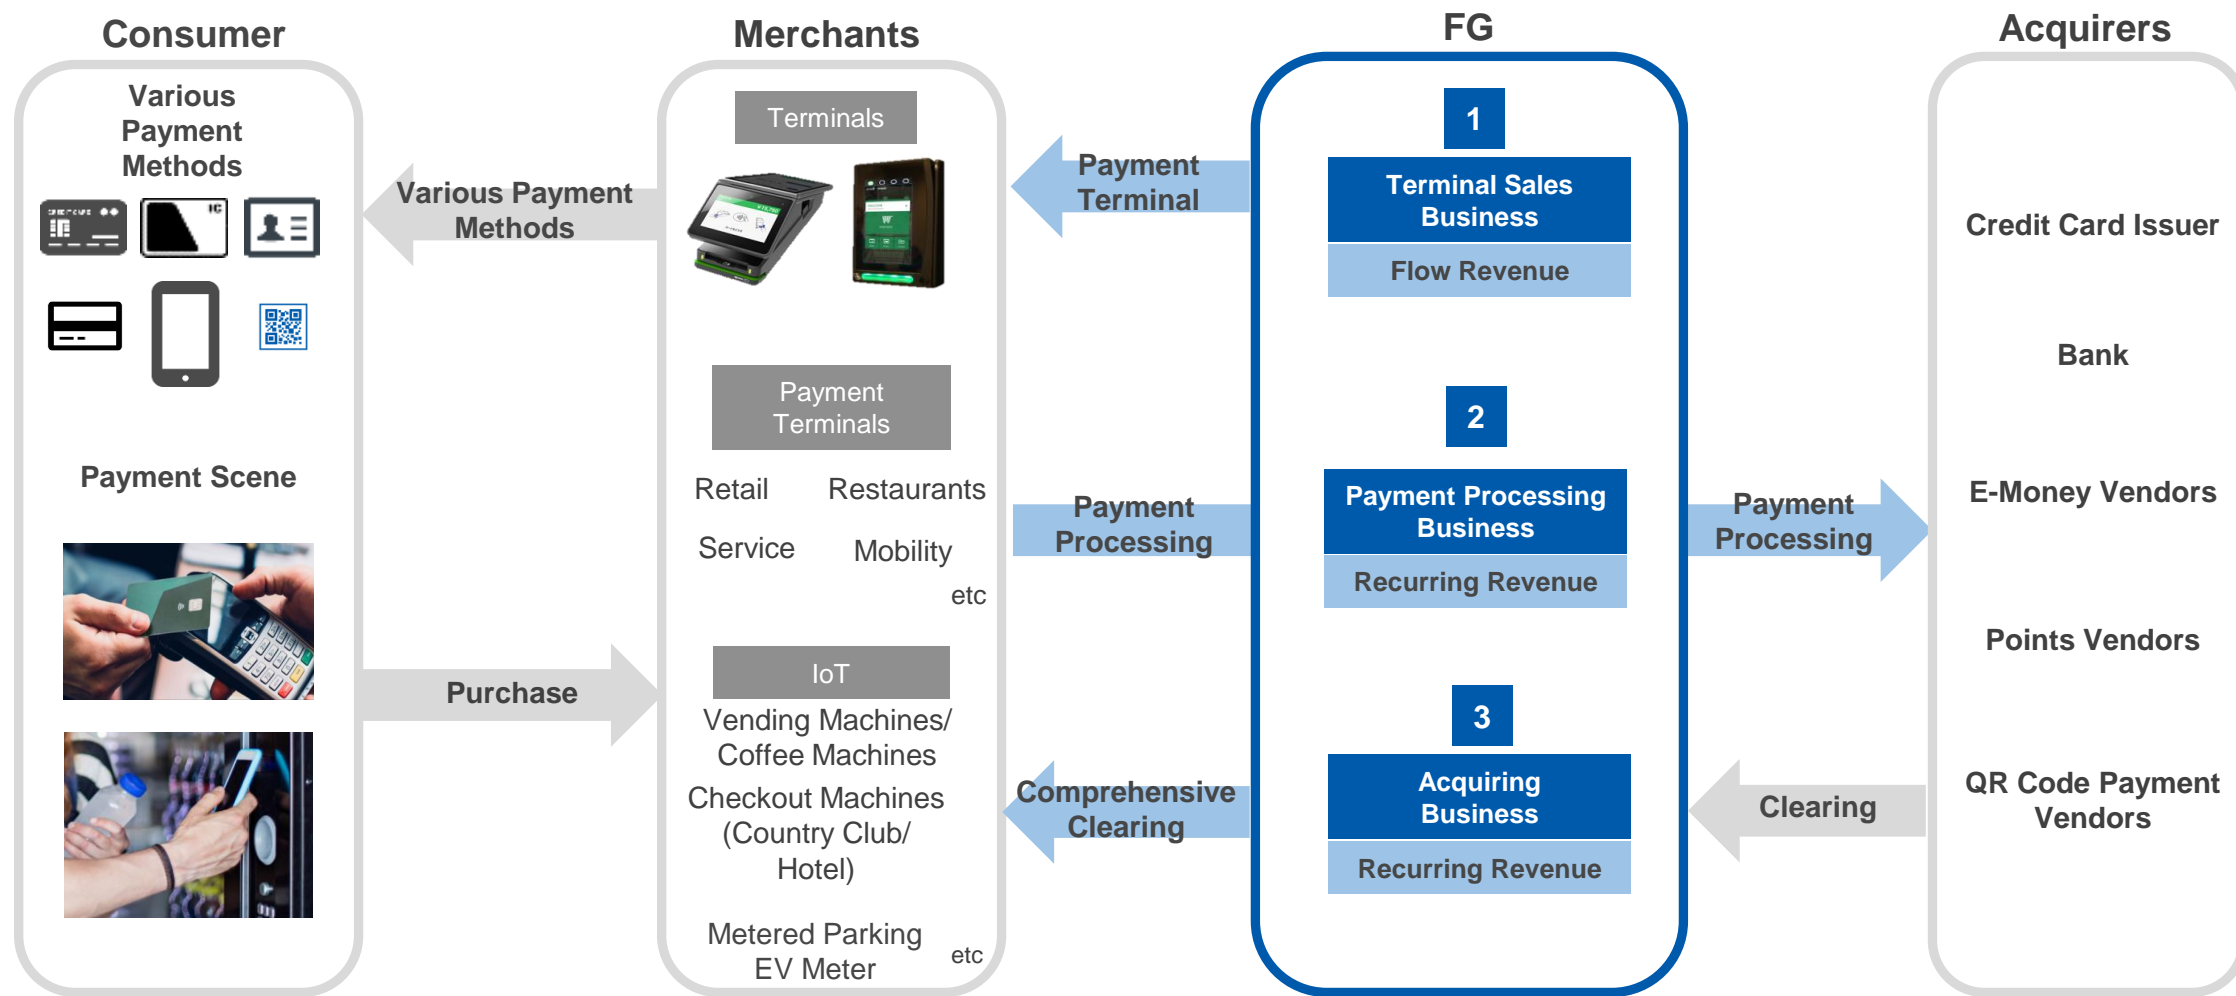 Consumer
Various
Payment
Methods
IC
Payment Scene
Various Payment
Methods
Purchase
Merchants
Terminals
Payment
Terminals
Retail
Restaurants
Service
Mobility
etc
IoT
Vending Machines/
Coffee Machines
Checkout Machines
(Country Club/
Hotel)
Metered Parking
EV Meter
etc
Payment
Terminal
Payment
Processing
Comprehensive
Clearing
FG
1
Terminal Sales
Business
Flow Revenue
2
Payment Processing
Business
Recurring Revenue
3
Acquiring
Business
Recurring Revenue
Payment
Processing
Clearing
Acquirers
Credit Card Issuer
Bank
E-Money Vendors
Points Vendors
QR Code Payment
Vendors